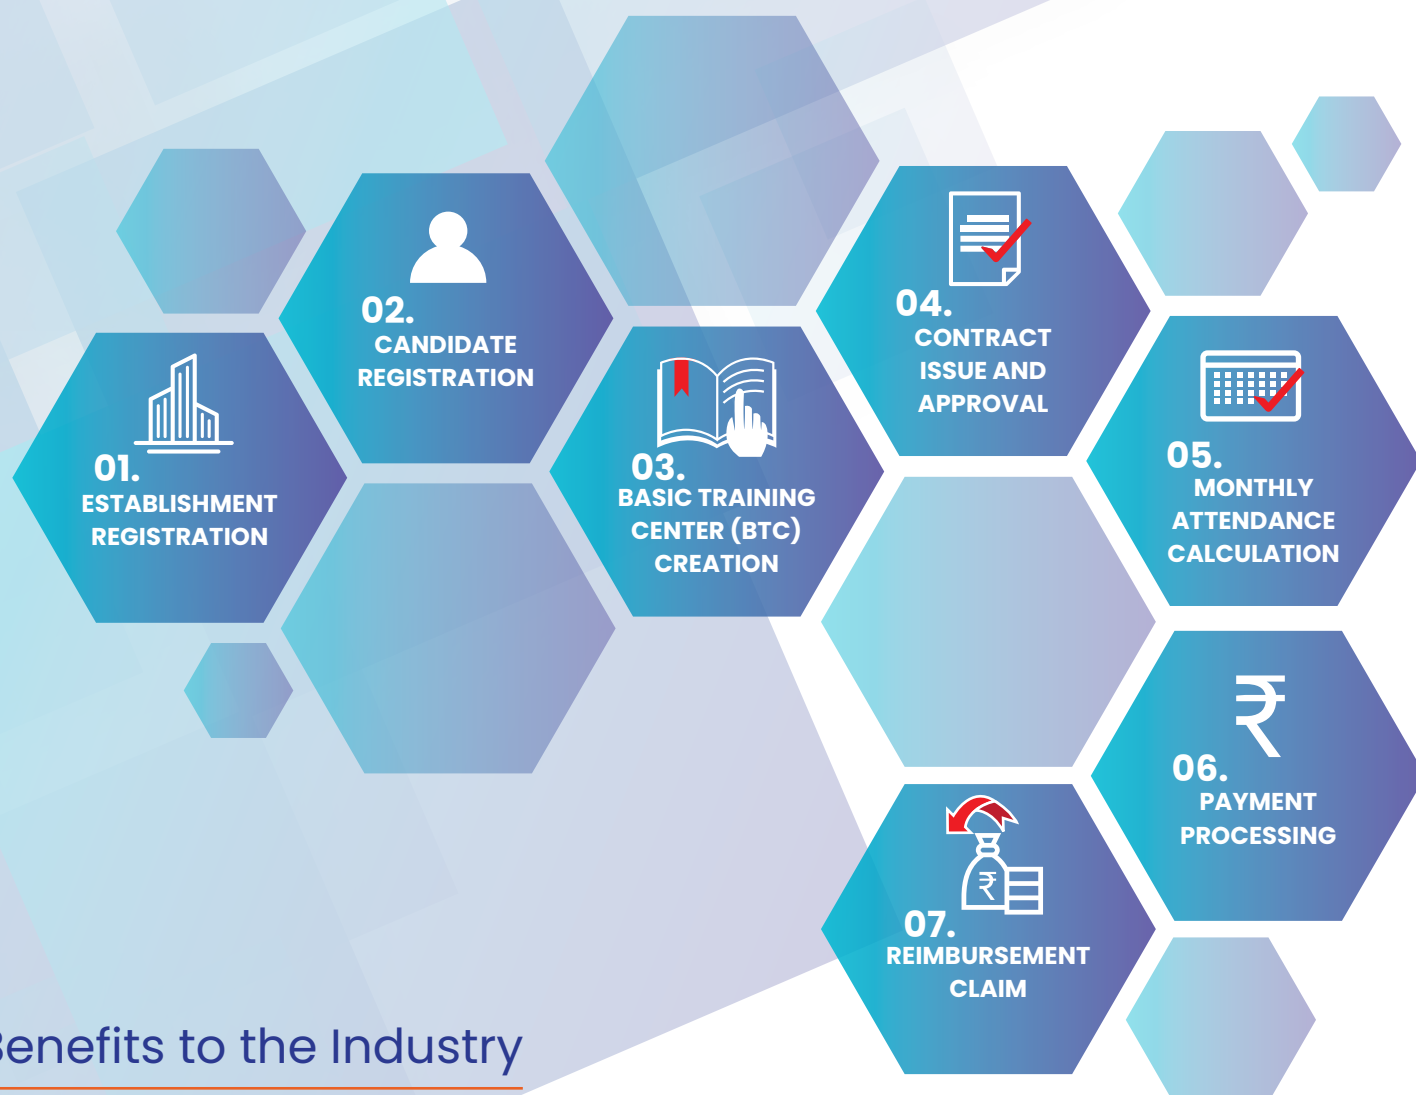 01.
ESTABLISHMENT
REGISTRATION
02.
CANDIDATE
REGISTRATION
03.
BASIC TRAINING
CENTER (BTC)
CREATION
04.
CONTRACT
ISSUE AND
APPROVAL
05.
MONTHLY
ATTENDANCE
CALCULATION
₹
06.
PAYMENT
PROCESSING
₹
07.
REIMBURSEMENT
CLAIM
Benefits to the Industry